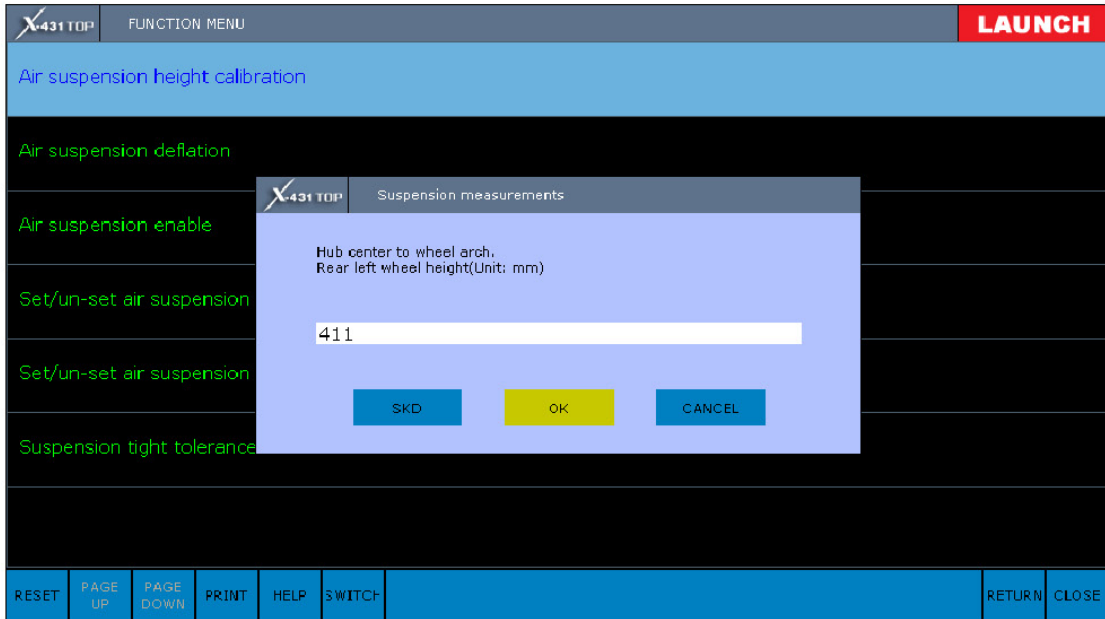 X-431 TOP FUNCTION MENU LAUNCH
Air suspension height calibration
Air suspension deflation
Air suspension enable
Set/un-set air suspension
Set/un-set air suspension
Suspension tight tolerance
X-431 TOP Suspension measurements
Hub center to wheel arch.
Rear left wheel height(Unit: mm)
411
SKD OK CANCEL
RESET PAGE UP PAGE DOWN PRINT HELP SWITCH RETURN CLOSE